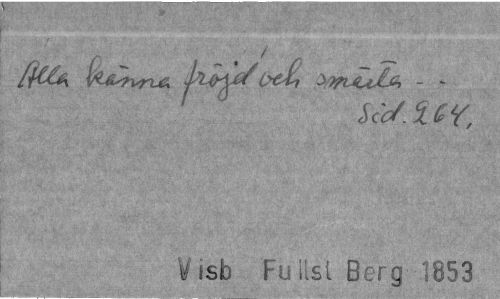 Alla känna fröjd och smärta - -
Sid. 264.
Visb Fullst Berg 1853